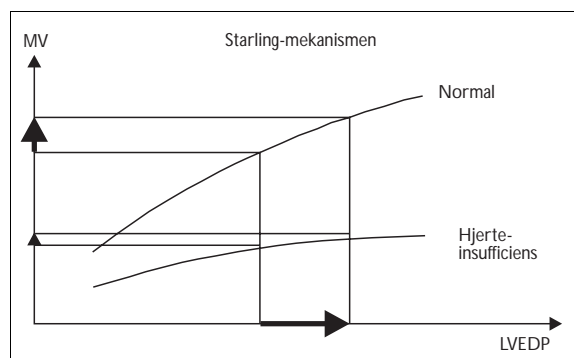 Starling-mekanismen
MV
Normal
Hjerte-
insufficiens
LVEDP